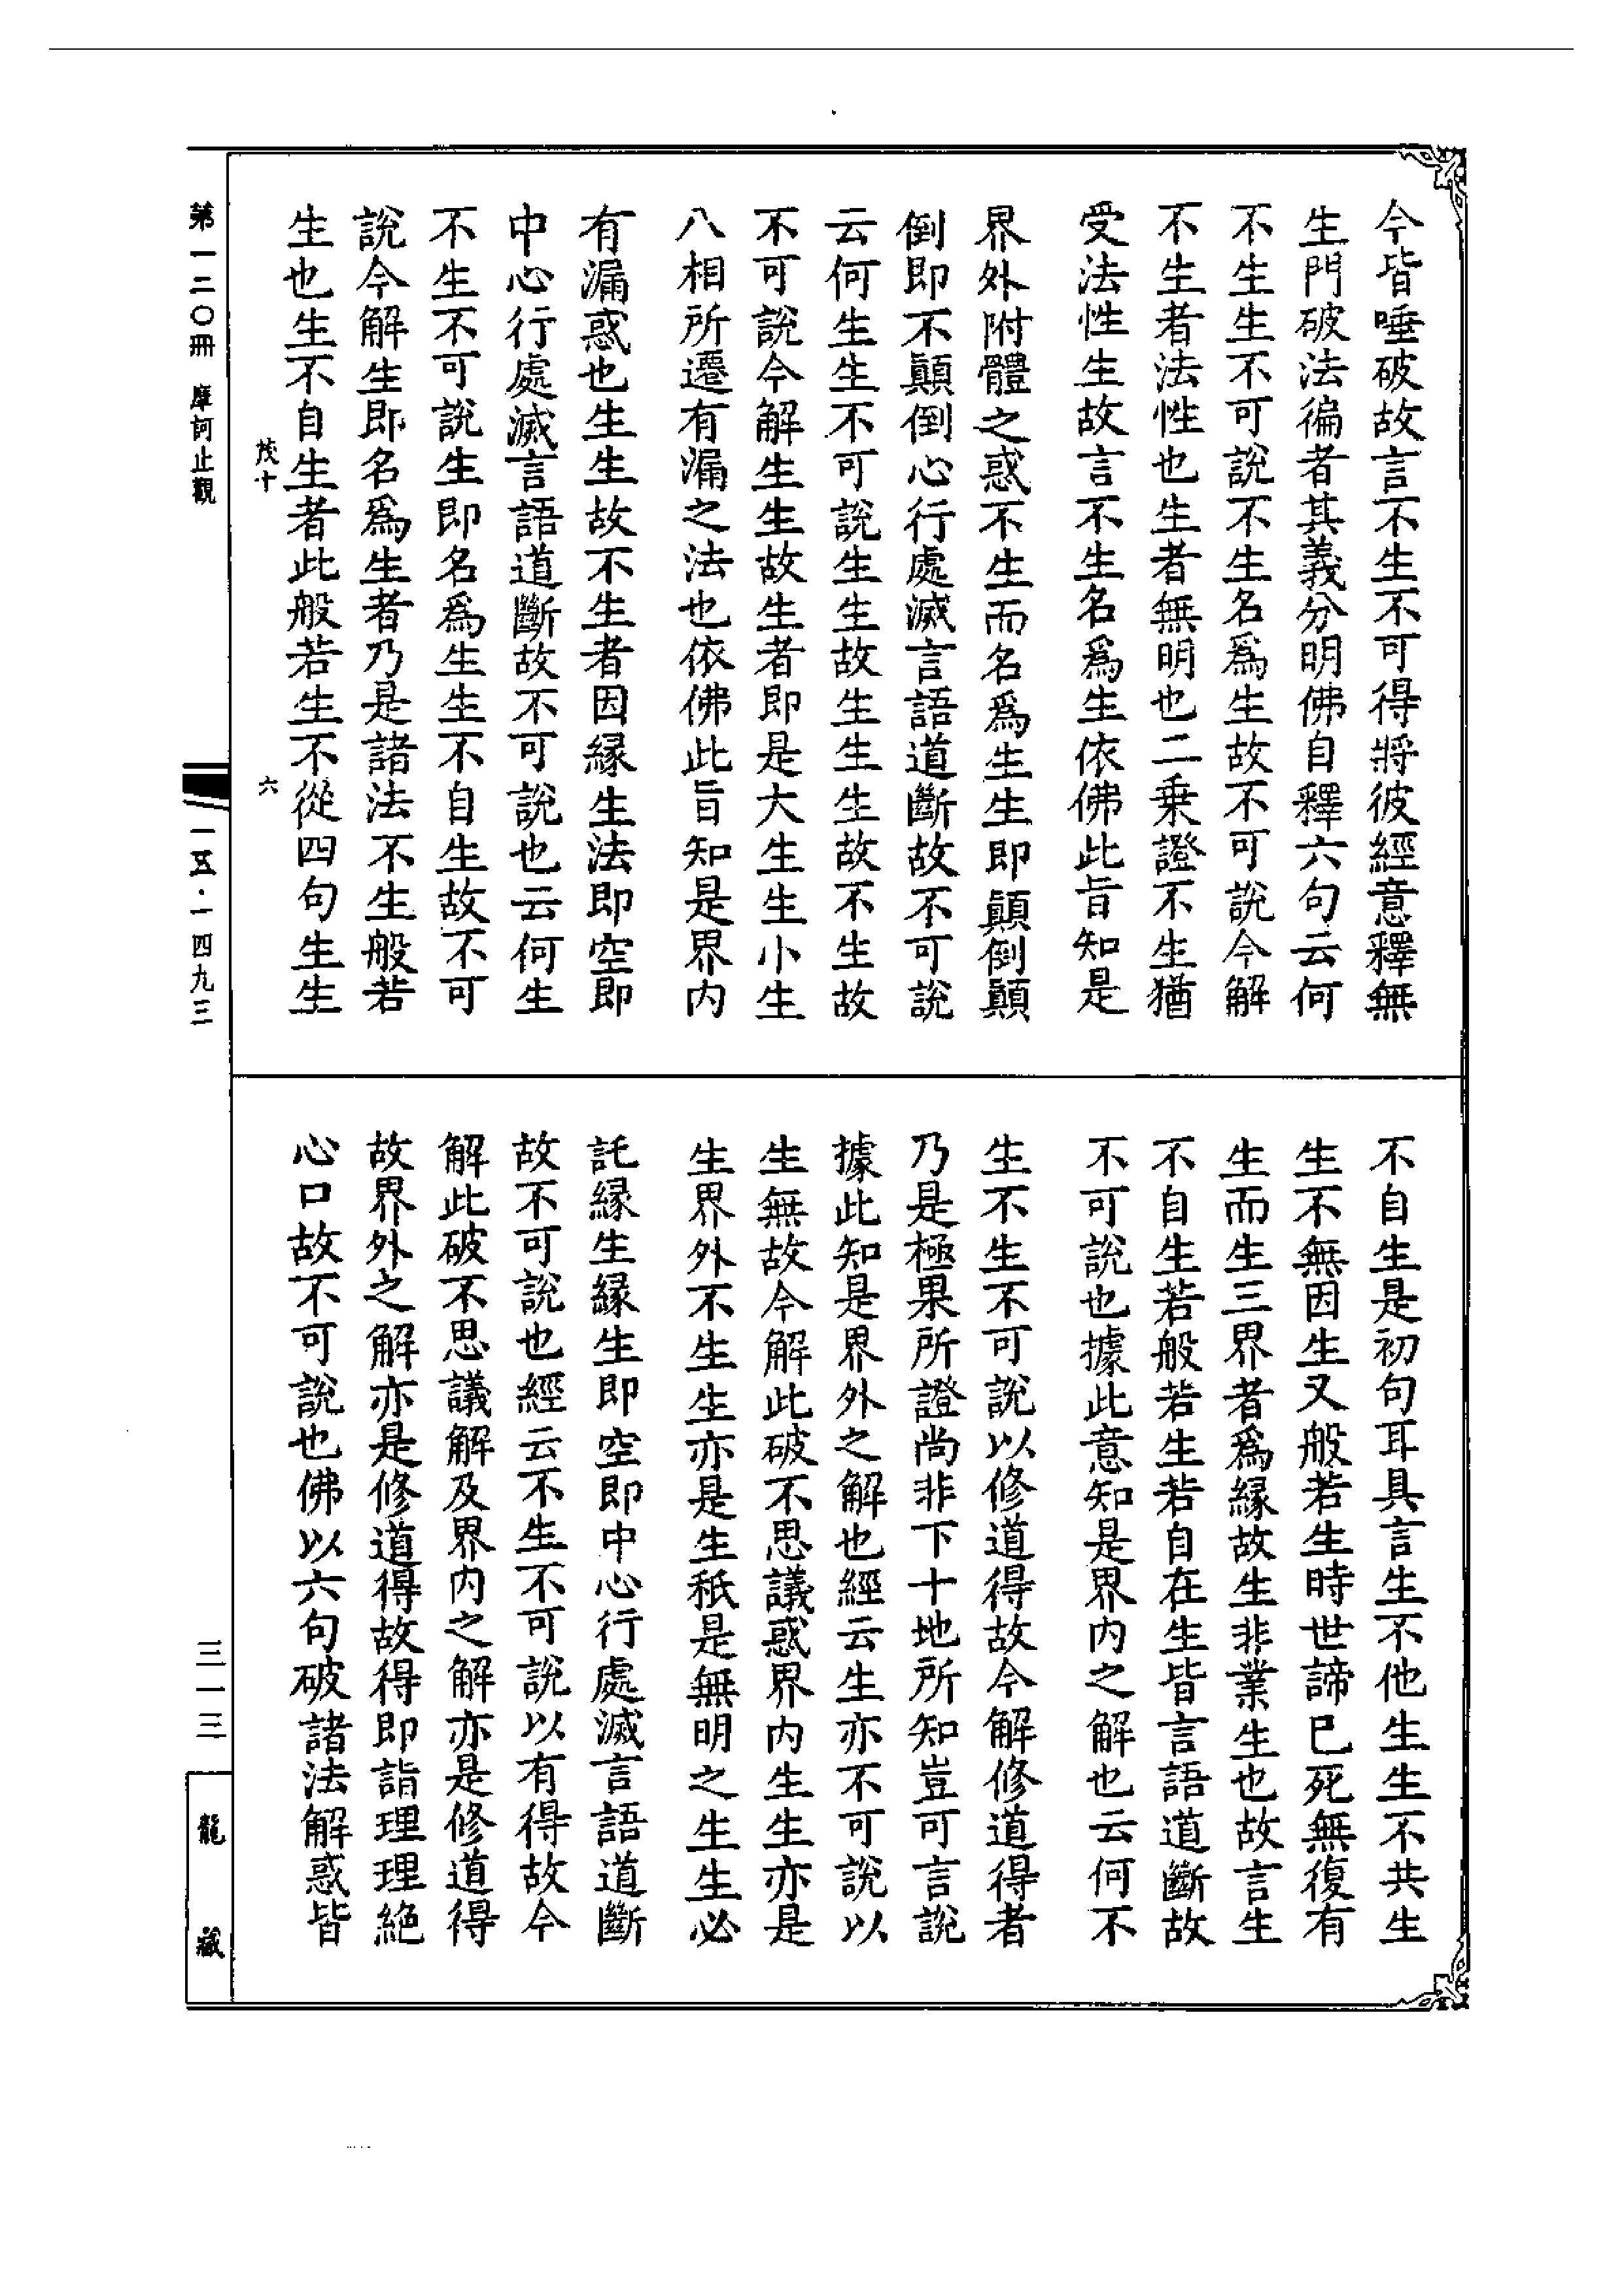 今皆唾破故言不生不可得將彼經意釋無
生門破法徧者其義分明佛自釋六句云何
不生生不可說不生名爲生故不可說今解
不生者法性也生者無明也二乗證不生猶
受法性生故言不生名爲生依佛此旨知是
界外附體之惑不生而名爲生生即顛倒顛
倒即不顛倒心行處滅言語道斷故不可說
云何生生不可說生生故生生生故不生故
不可說今解生生故生者即是大生生小生
八相所遷有漏之法也依佛此旨知是界内
有漏惑也生生故不生者因縁生法即空即
中心行處滅言語道斷故不可說也云何生
不生不可說生即名爲生生不自生故不可
說今解生即名爲生者乃是諸法不生般若
生也生不自生者此般若生不從四句生生
茂十
六
不自生是初句耳具言生不他生生不共生
生不無因生又般若生時世諦巳死無復有
生而生三界者爲縁故生非業生也故言生
不自生若般若生若自在生皆言語道斷故
不可說也據此意知是界内之解也云何不
生不生不可說以修道得故今解修道得者
乃是極果所證尚非下十地所知豈可言說
據此知是界外之解也經云生亦不可說以
生無故今解此破不思議惑界内生生亦是
生界外不生生亦是生秖是無明之生生必
託縁生縁生即空即中心行處滅言語道斷
故不可說也經云不生不可說以有得故今
解此破不思議解及界内之解亦是修道得
故界外之解亦是修道得故得即詣理理絕
心口故不可說也佛以六句破諸法解惑皆
第一二〇冊 摩訶止觀
一五·一四九三
三一三
龍藏